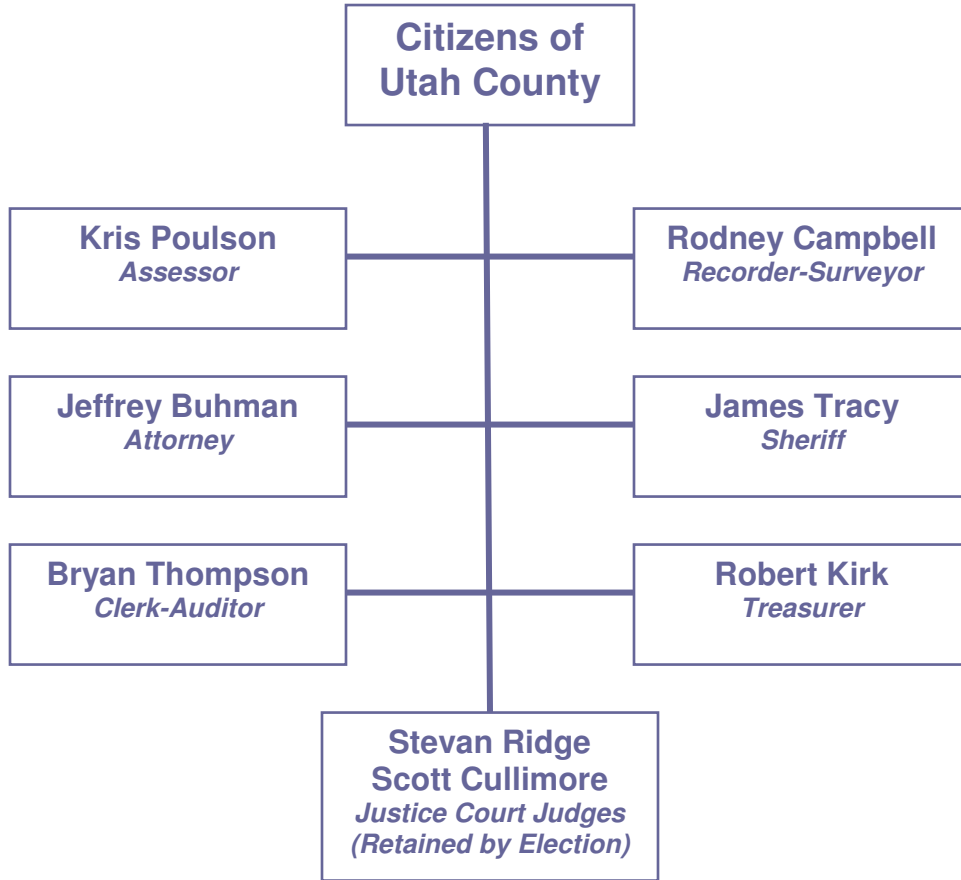 Citizens of
Utah County
Kris Poulson
Assessor
Rodney Campbell
Recorder-Surveyor
Jeffrey Buhman
Attorney
James Tracy
Sheriff
Bryan Thompson
Clerk-Auditor
Robert Kirk
Treasurer
Stevan Ridge
Scott Cullimore
Justice Court Judges
(Retained by Election)